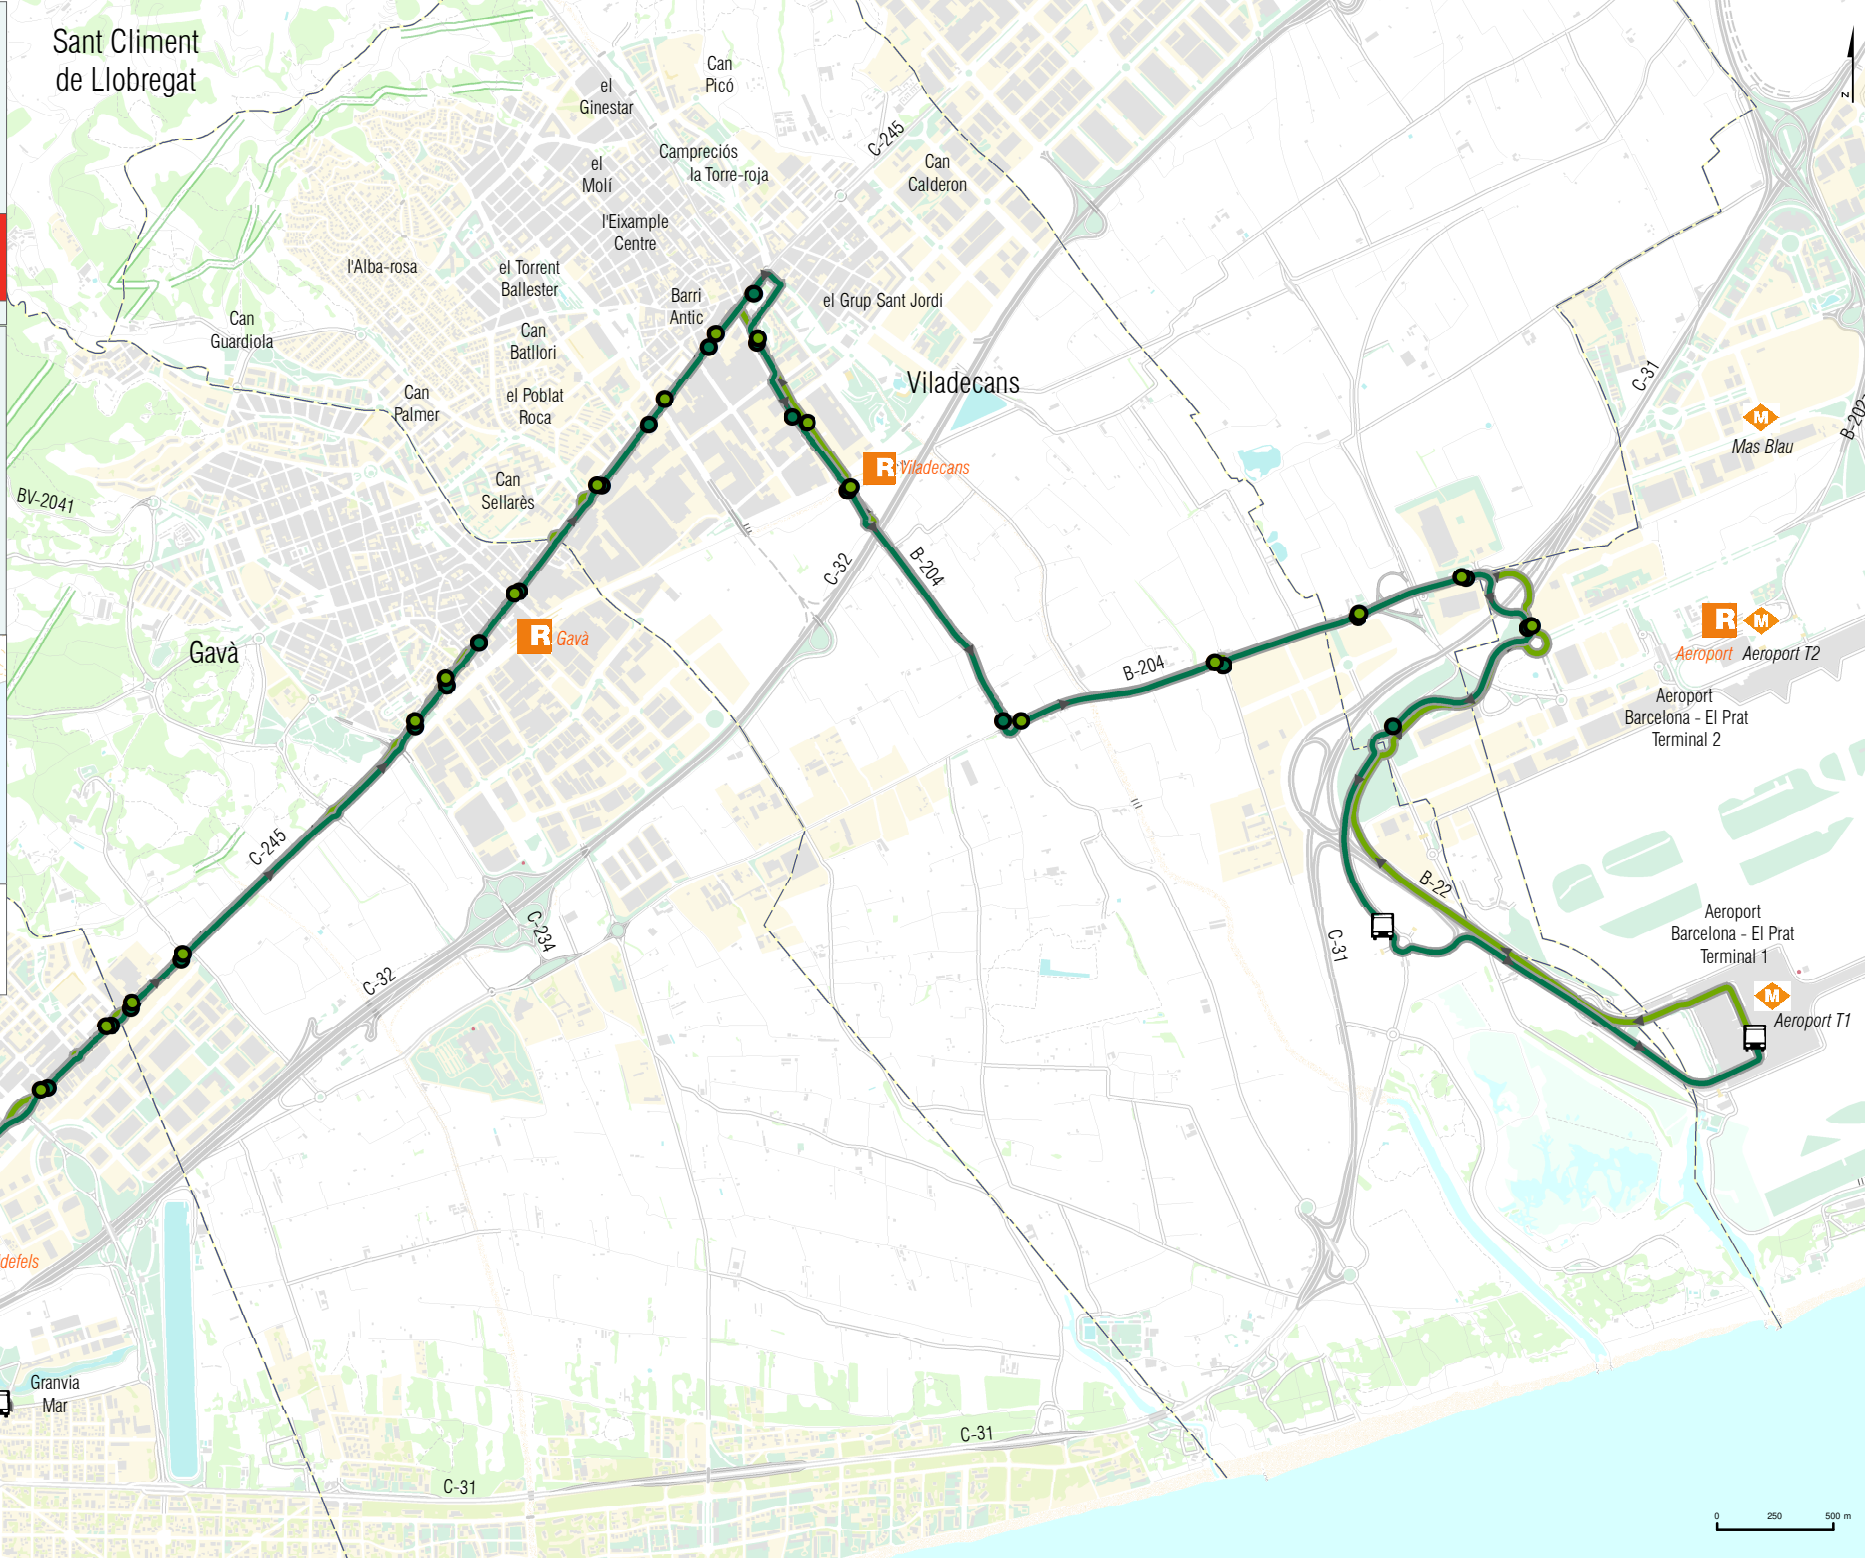 Sant Climent
de Llobregat
el
Ginestar
Can
Picó
C-245
Campreciós
la Torre-roja
Can
Calderon
el
Molí
l'Eixample
Centre
l'Alba-rosa
el Torrent
Ballester
Barri
Antic
el Grup Sant Jordi
Can
Guardiola
Can
Batllori
Can
Palmer
el Poblat
Roca
Viladecans
C-31
M
Mas Blau
R Viladecans
Can
Sellarès
BV-2041
C-32
B-204
Gavà
R Gavà
B-204
R M
Aeroport Aeroport T2
Aeroport
Barcelona - El Prat
Terminal 2
C-245
B-22
C-234
C-32
C-31
Aeroport
Barcelona - El Prat
Terminal 1
M
Aeroport T1
defels
Granvia
Mar
C-31
C-31
0 250 500 m
z